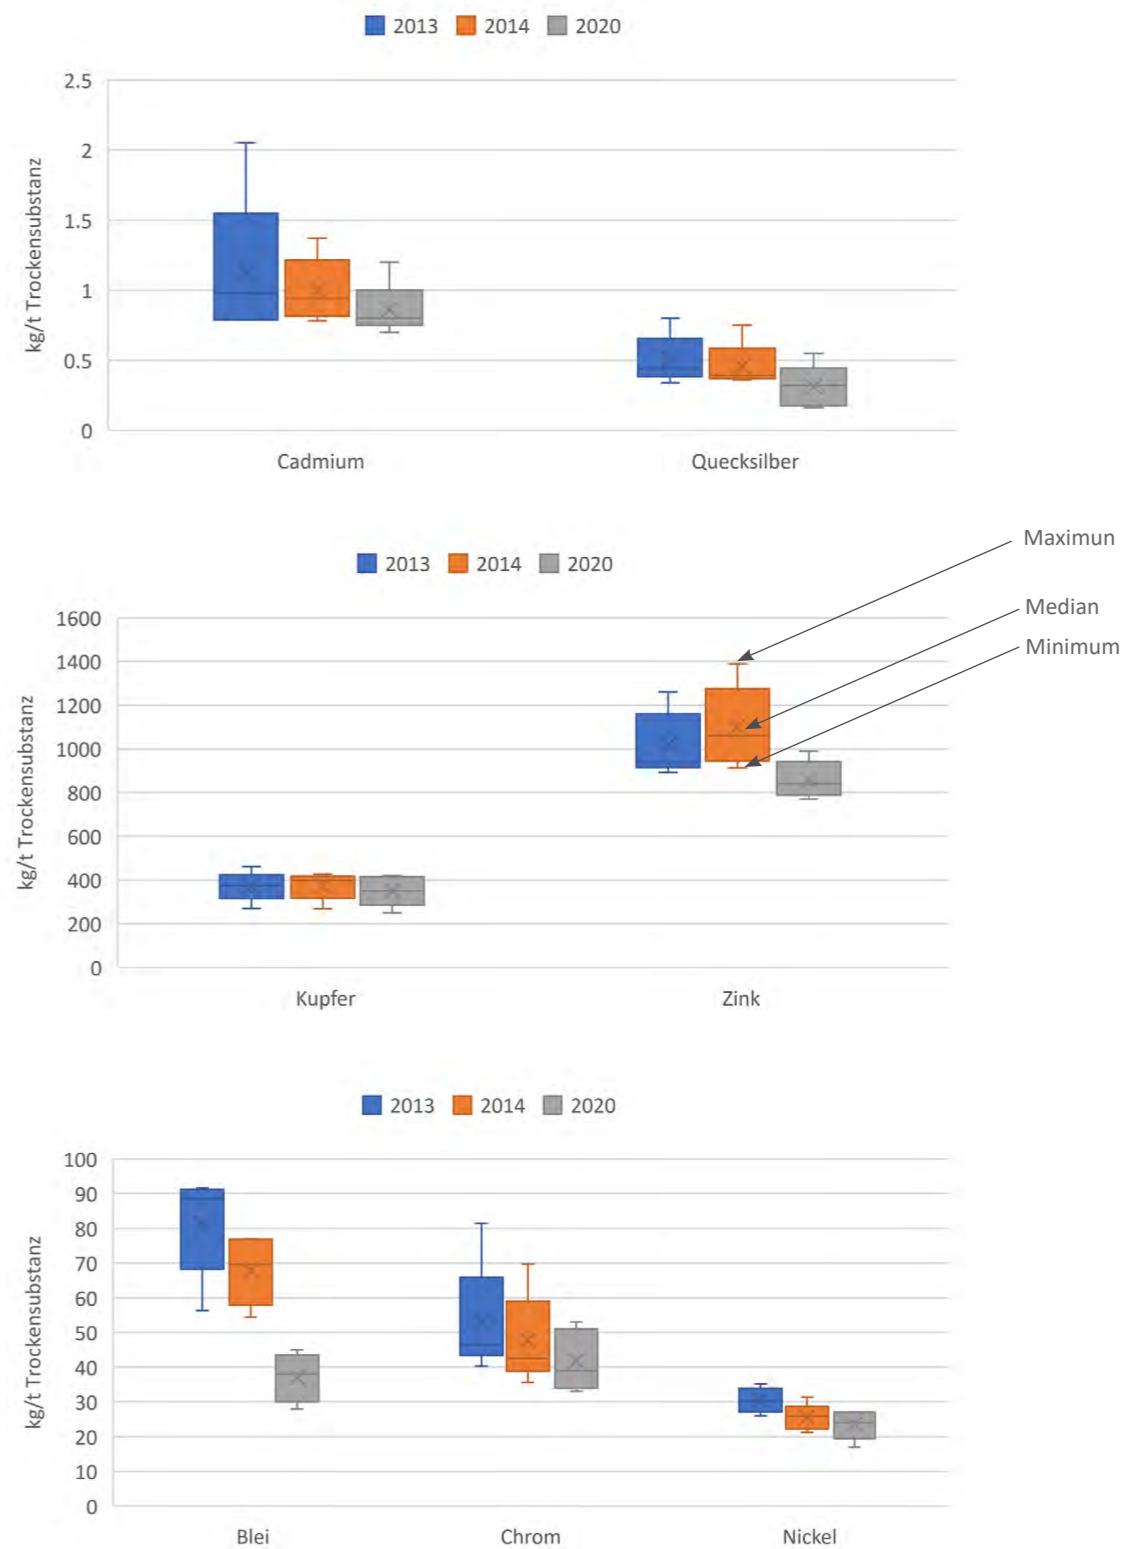 2013 2014 2020
kg/t Trockensubstanz
2.5
2
1.5
1
0.5
0
Cadmium Quecksilber
2013 2014 2020
Maximun
Median
Minimum
kg/t Trockensubstanz
1600
1400
1200
1000
800
600
400
200
0
Kupfer Zink
2013 2014 2020
kg/t Trockensubstanz
100
90
80
70
60
50
40
30
20
10
0
Blei Chrom Nickel